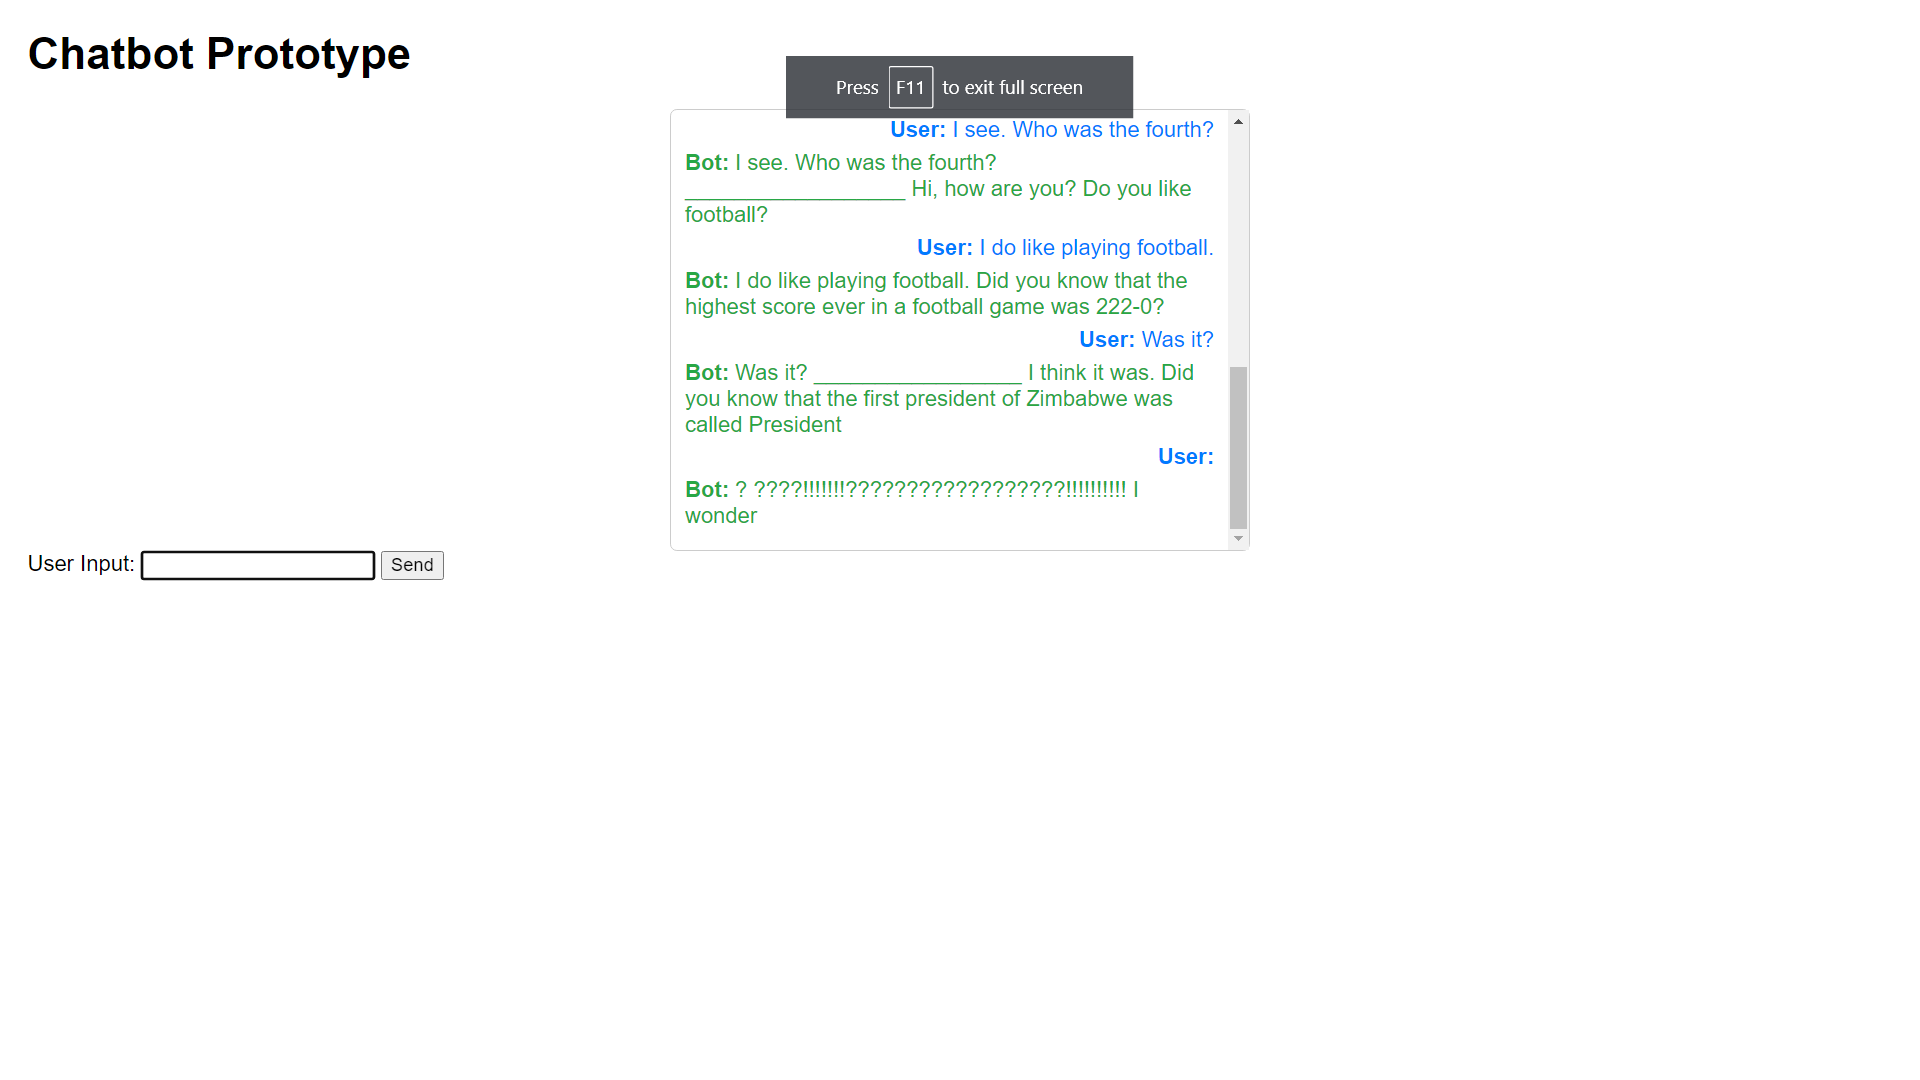 Chatbot Prototype
Press F11 to exit full screen
User: I see. Who was the fourth?
Bot: I see. Who was the fourth?
__________________ Hi, how are you? Do you like
football?
User: I do like playing football.
Bot: I do like playing football. Did you know that the
highest score ever in a football game was 222-0?
User: Was it?
Bot: Was it? _________________ I think it was. Did
you know that the first president of Zimbabwe was
called President
User:
Bot: ? ????!!!!!!!??????????????????!!!!!!!!!! I
wonder
User Input:
Send